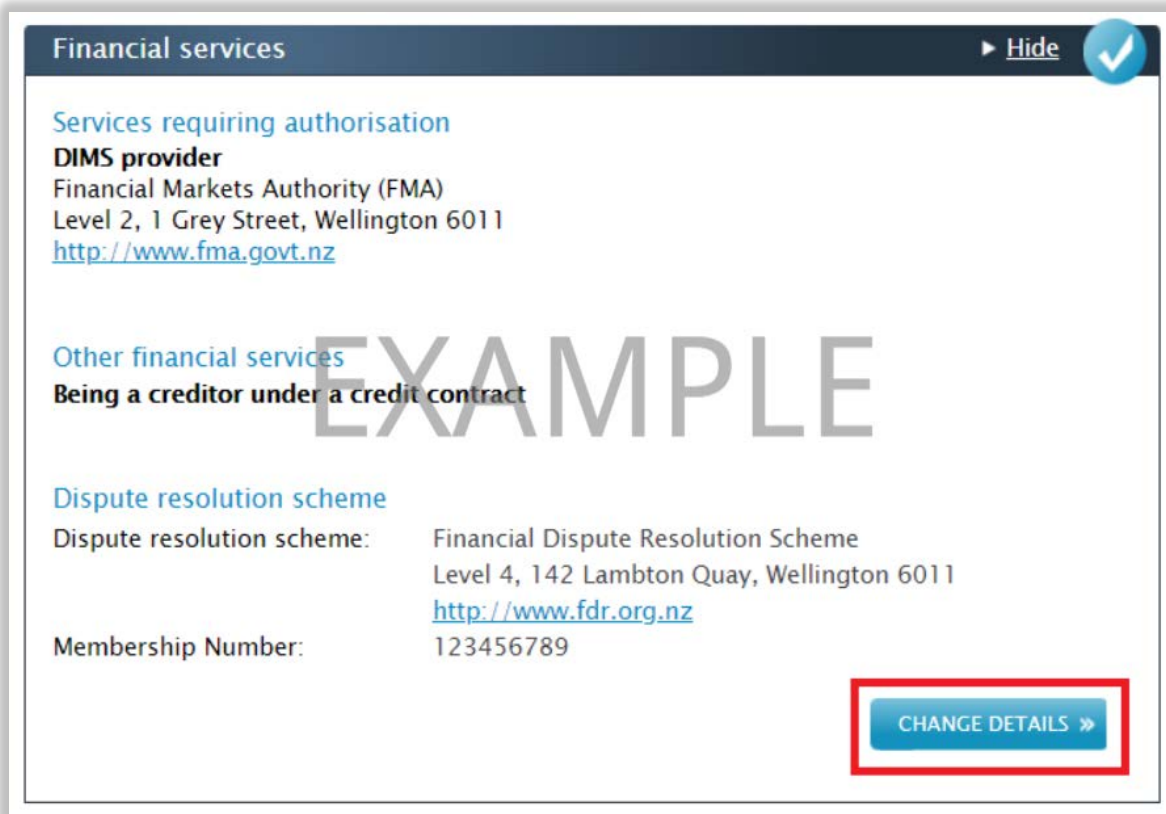 Financial services
Hide
Services requiring authorisation
DIMS provider
Financial Markets Authority (FMA)
Level 2, 1 Grey Street, Wellington 6011
http://www.fma.govt.nz
EXAMPLE
Other financial services
Being a creditor under a credit contract
Dispute resolution scheme
Dispute resolution scheme: Financial Dispute Resolution Scheme
Level 4, 142 Lambton Quay, Wellington 6011
http://www.fdr.org.nz
Membership Number: 123456789
CHANGE DETAILS »